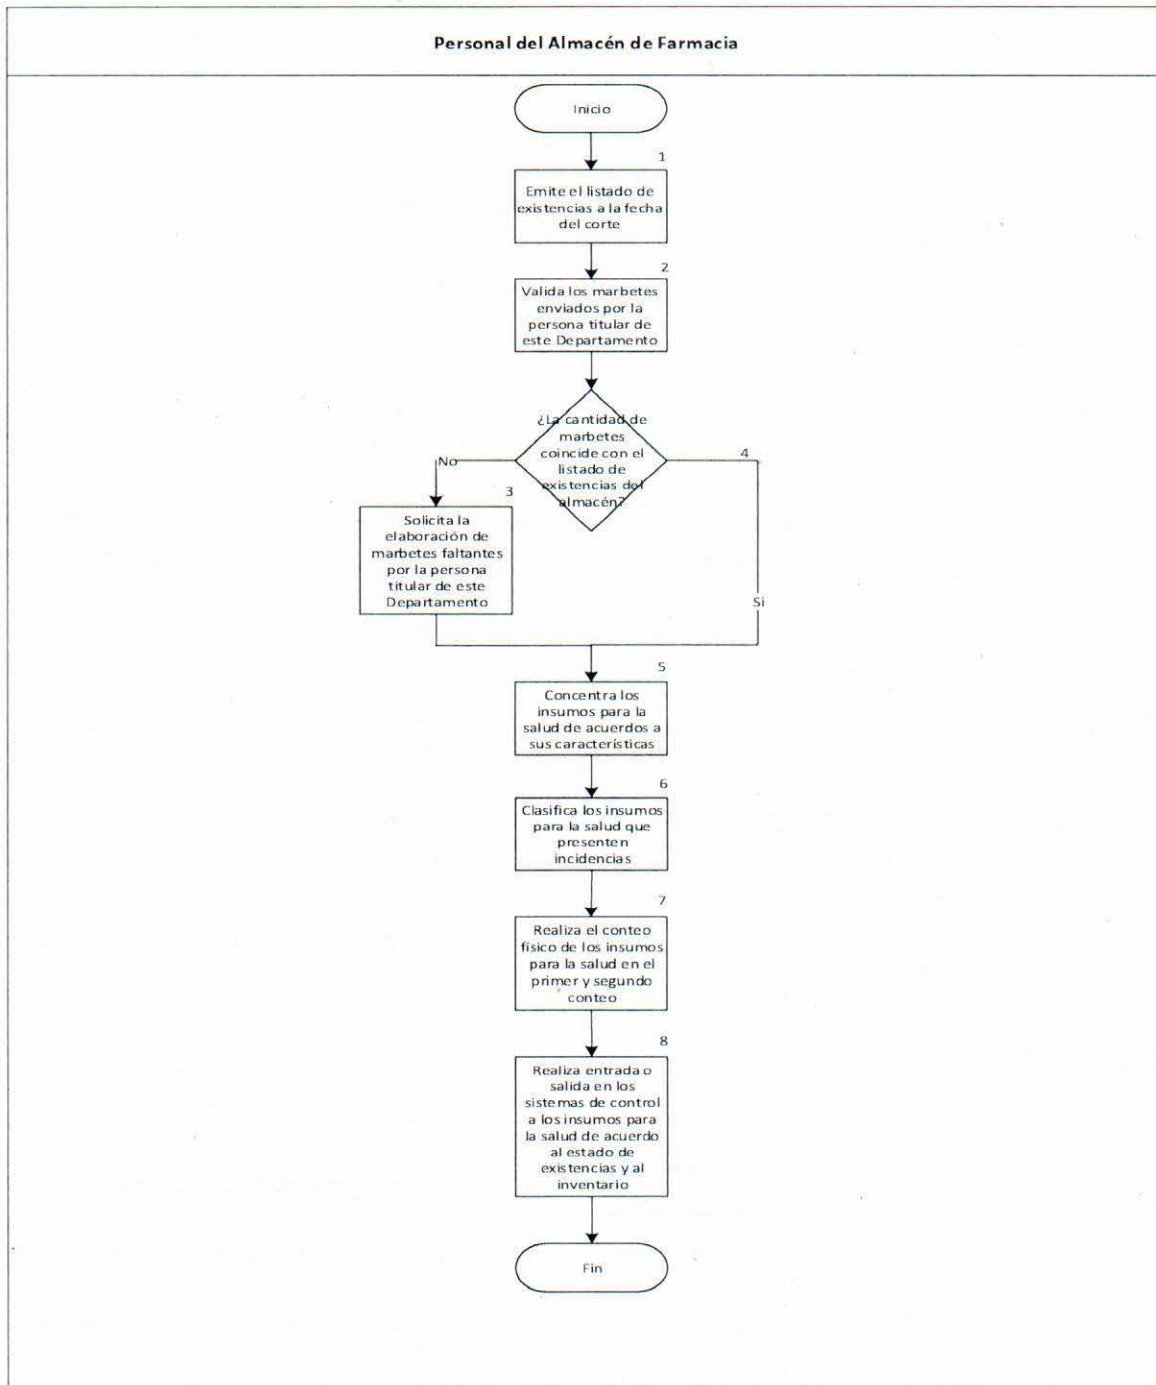 Personal del Almacén de Farmacia
Inicio
1
Emite el listado de
existencias a la fecha
del corte
2
Valida los marbetes
enviados por la
persona titular de
este Departamento
¿La cantidad de
marbetes
coincide con el
listado de
existencias del
almacén?
4
No
3
Solicita la
elaboración de
marbetes faltantes
por la persona
titular de este
Departamento
Si
5
Concentra los
insumos para la
salud de acuerdos a
sus características
6
Clasifica los insumos
para la salud que
presenten
incidencias
7
Realiza el conteo
físico de los insumos
para la salud en el
primer y segundo
conteo
8
Realiza entrada o
salida en los
sistemas de control
a los insumos para
la salud de acuerdo
al estado de
existencias y al
inventario
Fin